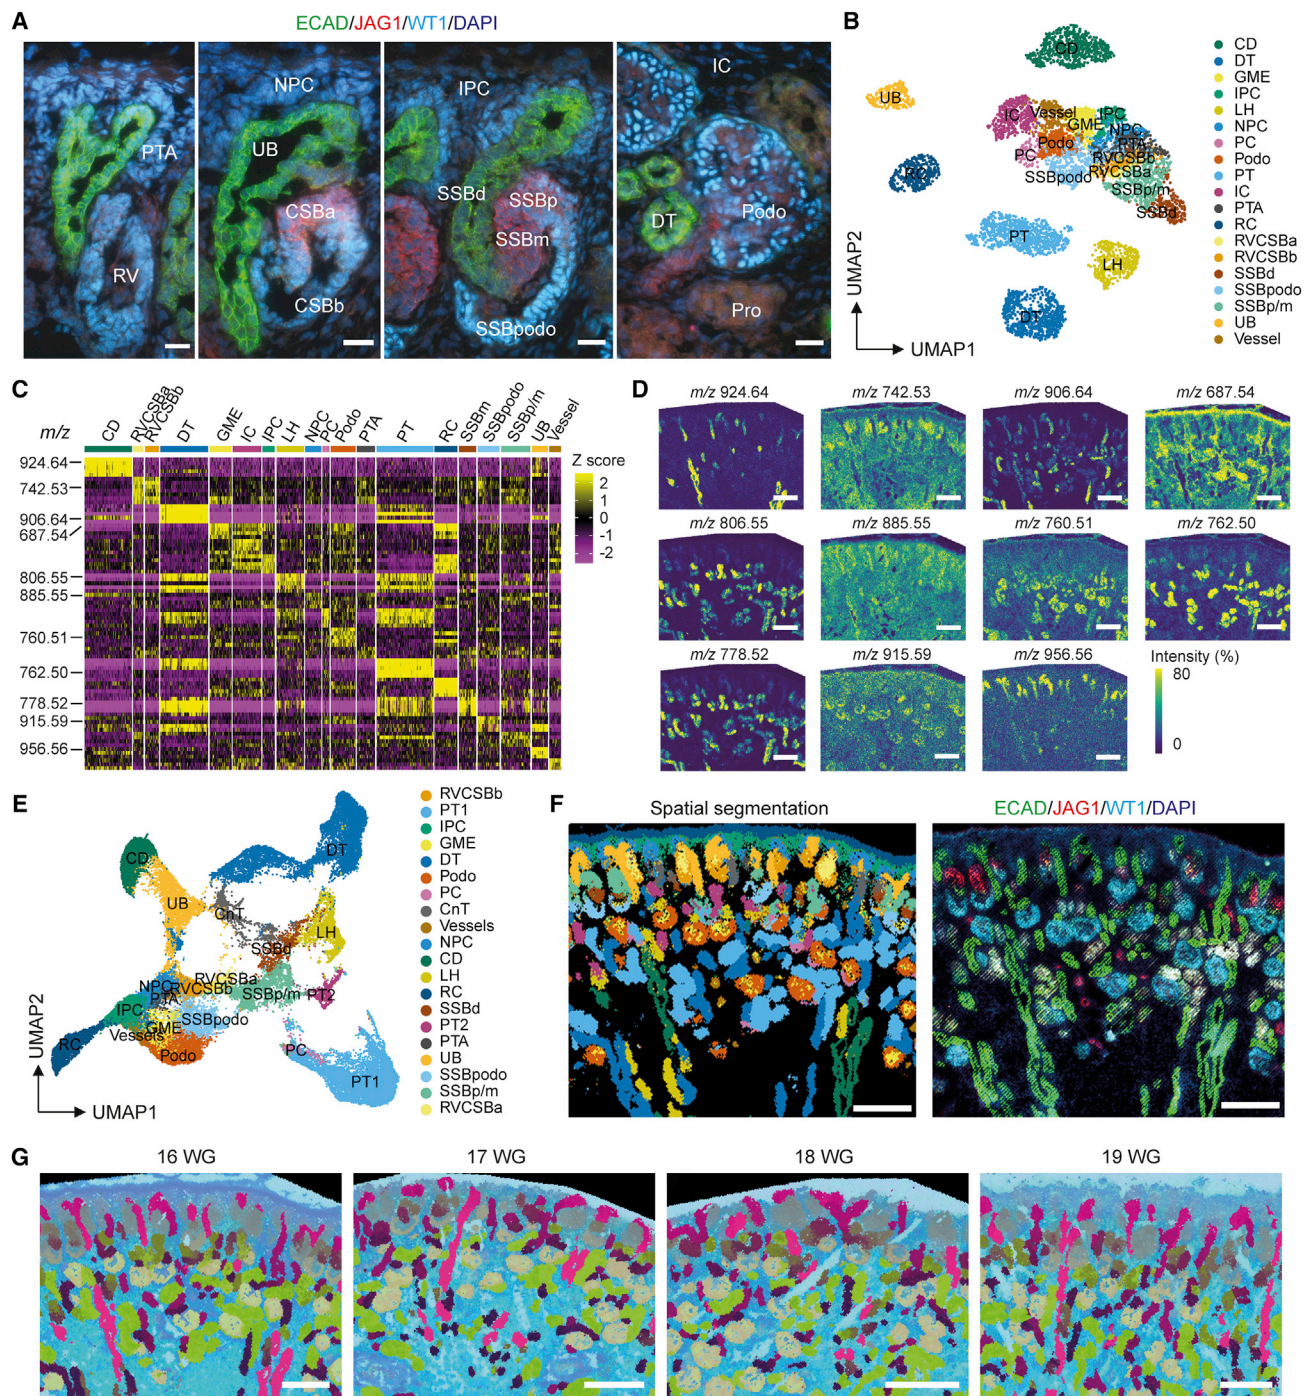 A
ECAD/JAG1/WT1/DAPI
PTA
RV
NPC
UB
CSBa
CSBb
IPC
SSBd
SSBp
SSBm
SSBpodo
IC
DT
Podo
Pro
B
CD
UB
IC
Vessel
GME
IPC
NPC
PTA
Podo
PC
RVCSBb
RVCSBa
SSBpodo
SSBp/m
SSBd
RC
PT
LH
DT
UMAP2
UMAP1
CD
DT
GME
IPC
LH
NPC
PC
Podo
PT
IC
PTA
RC
RVCSBa
RVCSBb
SSBd
SSBpodo
SSBp/m
UB
Vessel
C
m/z
CD
RVCSBa
RVCSBb
DT
GME
IC
IPC
LH
NPC
PC
Podo
PTA
PT
RC
SSBm
SSBpodo
SSBp/m
UB
Vessel
924.64
742.53
906.64
687.54
806.55
885.55
760.51
762.50
778.52
915.59
956.56
Z score
2
1
0
-1
-2
D
m/z 924.64
m/z 742.53
m/z 906.64
m/z 687.54
m/z 806.55
m/z 885.55
m/z 760.51
m/z 762.50
m/z 778.52
m/z 915.59
m/z 956.56
Intensity (%)
80
0
E
CD
UB
CnT
DT
SSBd
LH
NPC
RVCSBb
RVCSBa
PTA
SSBp/m
PT2
IPC
GME
SSBpodo
Vessels
RC
Podo
PC
PT1
UMAP2
UMAP1
RVCSBb
PT1
IPC
GME
DT
Podo
PC
CnT
Vessels
NPC
CD
LH
RC
SSBd
PT2
PTA
UB
SSBpodo
SSBp/m
RVCSBa
F
Spatial segmentation
ECAD/JAG1/WT1/DAPI
G
16 WG
17 WG
18 WG
19 WG